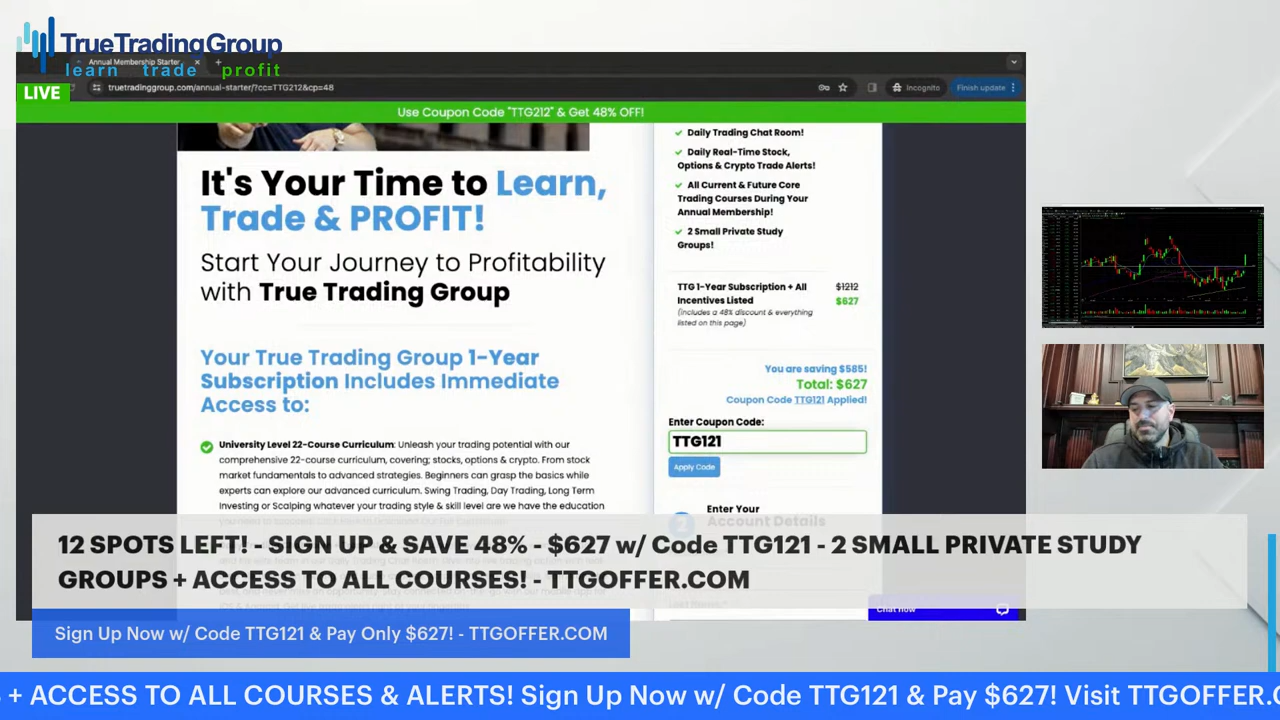 TrueTradingGroup
learn trade profit
Annual Membership Starter
LIVE
truetradinggroup.com/annual-starter/?cc=TTG212&cp=48
Incognito
Finish update
Use Coupon Code "TTG212" & Get 48% OFF!
It's Your Time to Learn,
Trade & PROFIT!
Start Your Journey to Profitability
with True Trading Group
Your True Trading Group 1-Year
Subscription Includes Immediate
Access to:
University Level 22-Course Curriculum: Unleash your trading potential with our
comprehensive 22-course curriculum, covering; stocks, options & crypto. From stock
market fundamentals to advanced strategies. Beginners can grasp the basics while
experts can explore our advanced curriculum. Swing Trading, Day Trading, Long Term
Investing or Scalping whatever your trading style & skill level are we have the education
Daily Trading Chat Room!
Daily Real-Time Stock,
Options & Crypto Trade Alerts!
All Current & Future Core
Trading Courses During Your
Annual Membership!
2 Small Private Study
Groups!
TTG 1-Year Subscription + All $1212
Incentives Listed $627
(includes a 48% discount & everything
listed on this page)
You are saving $585!
Total: $627
Coupon Code TTG121 Applied!
Enter Coupon Code:
TTG121
Apply Code
Enter Your
2 Account Details
Chat now
12 SPOTS LEFT! - SIGN UP & SAVE 48% - $627 w/ Code TTG121 - 2 SMALL PRIVATE STUDY
GROUPS + ACCESS TO ALL COURSES! - TTGOFFER.COM
Sign Up Now w/ Code TTG121 & Pay Only $627! - TTGOFFER.COM
+ ACCESS TO ALL COURSES & ALERTS! Sign Up Now w/ Code TTG121 & Pay $627! Visit TTGOFFER.